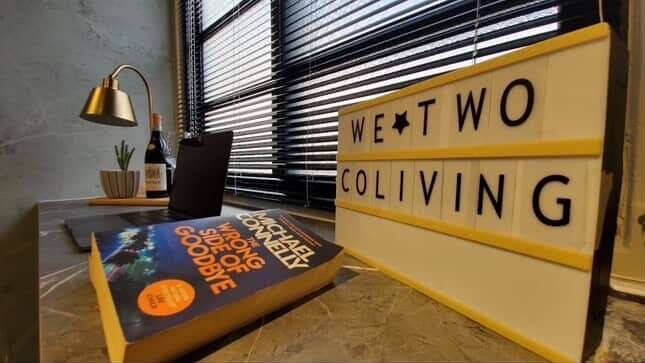 WE★TWO
COLIVING
MICHAEL
CONNELLY
THE
WRONG
SIDE OF
GOODBYE